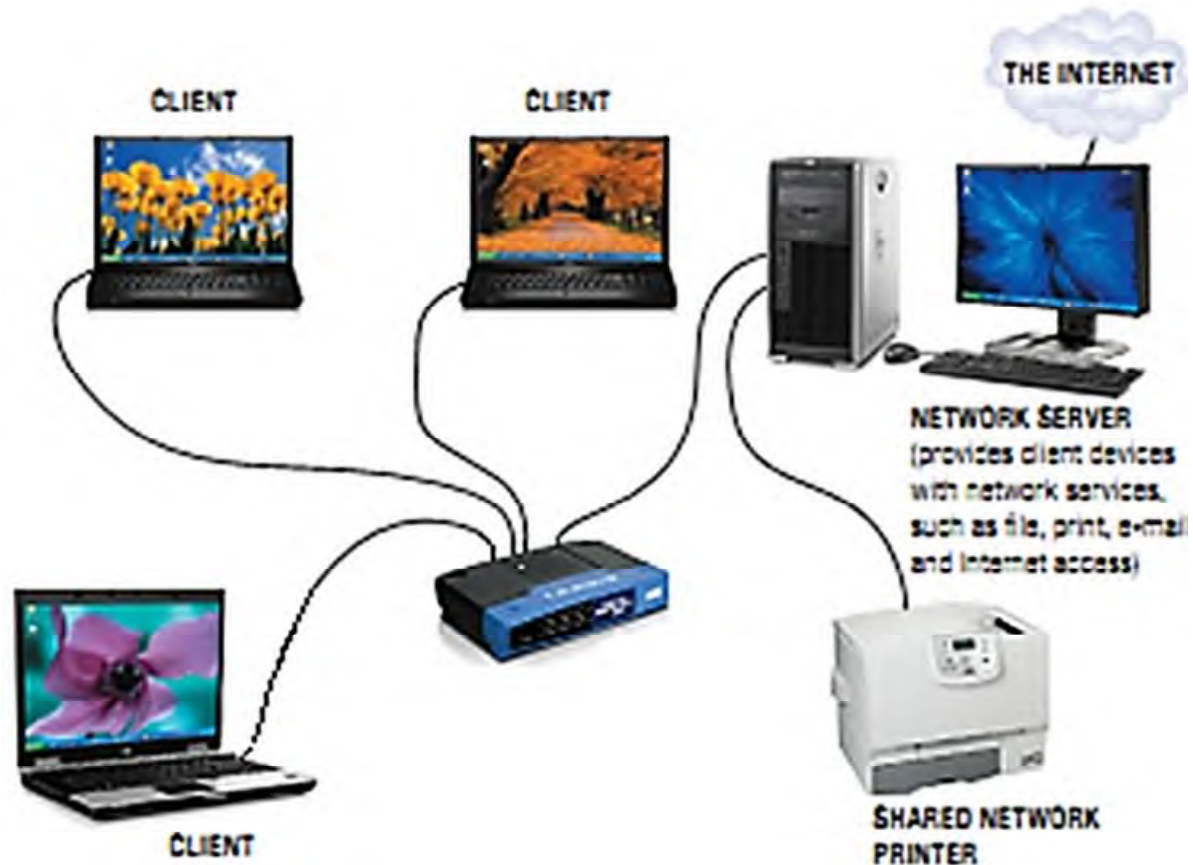 THE INTERNET
CLIENT
CLIENT
NETWORK SERVER
(provides client devices
with network services,
such as file, print, e-mail
and Internet access)
CLIENT
SHARED NETWORK
PRINTER